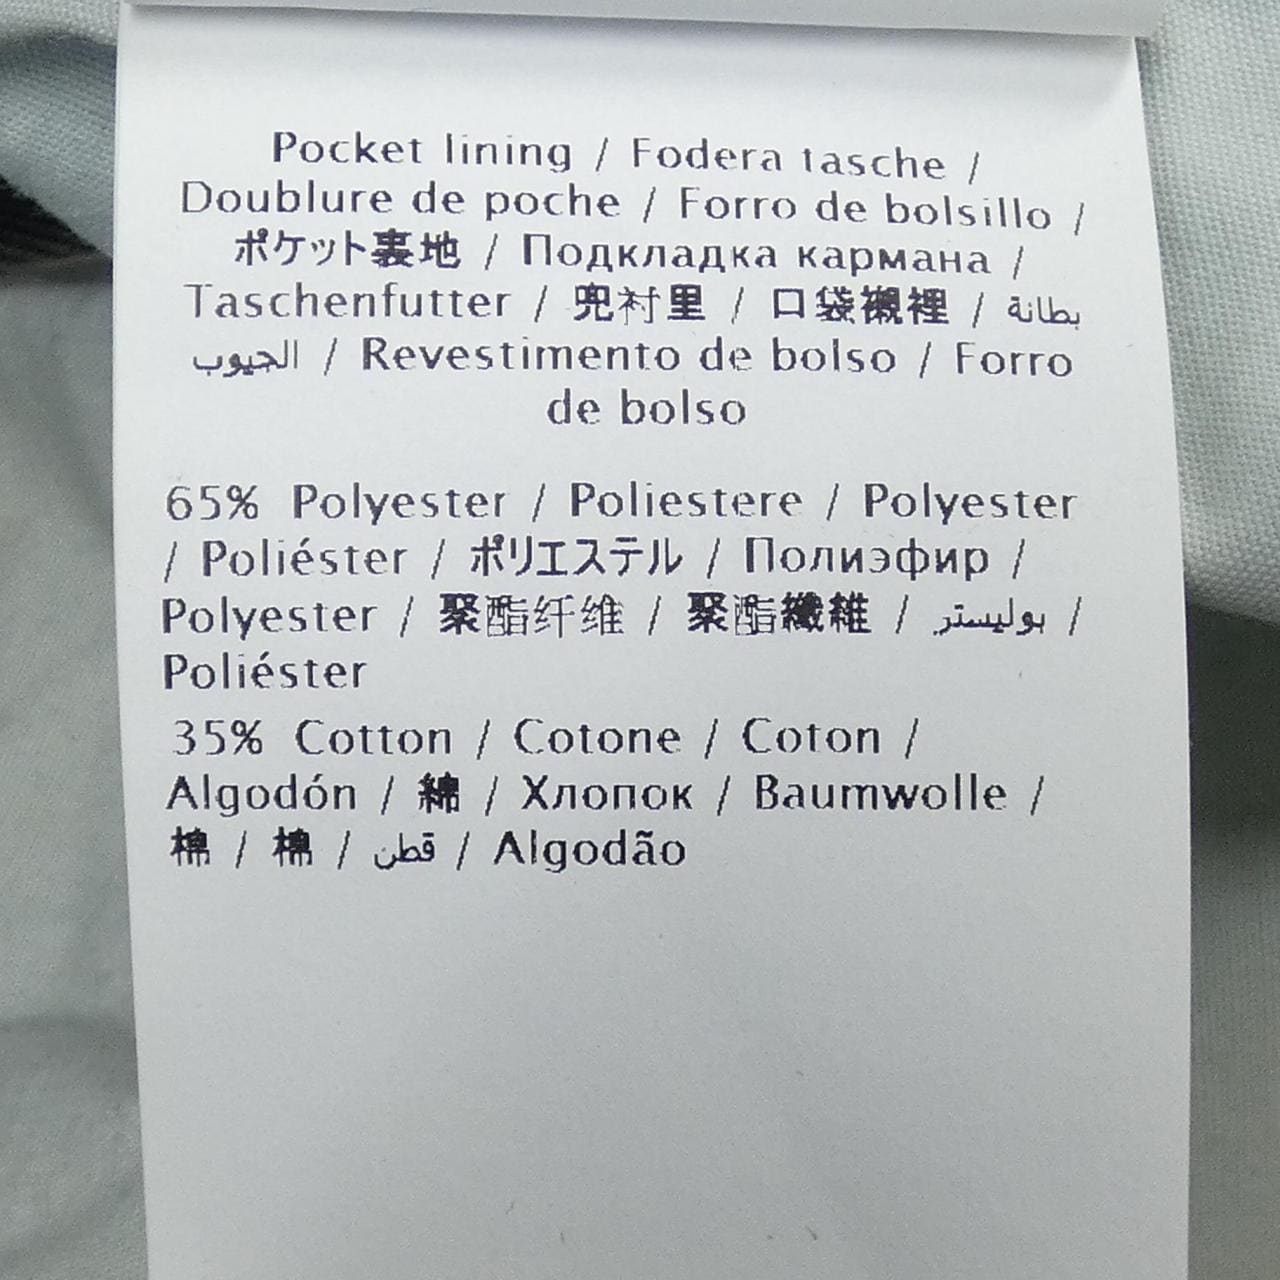 Pocket lining / Fodera tasche /
Doublure de poche / Forro de bolsillo /
ポケット裏地 / Подкладка кармана /
Taschenfutter / 兜衬里 / 口袋襯裡 / بطانة
الجيوب / Revestimento de bolso / Forro
de bolso
65% Polyester / Poliestere / Polyester
/ Poliéster / ポリエステル / Полиэфир /
Polyester / 聚酯纤维 / 聚酯纖維 / بوليستر /
Poliéster
35% Cotton / Cotone / Coton /
Algodón / 綿 / Хлопок / Baumwolle /
棉 / 棉 / قطن / Algodão